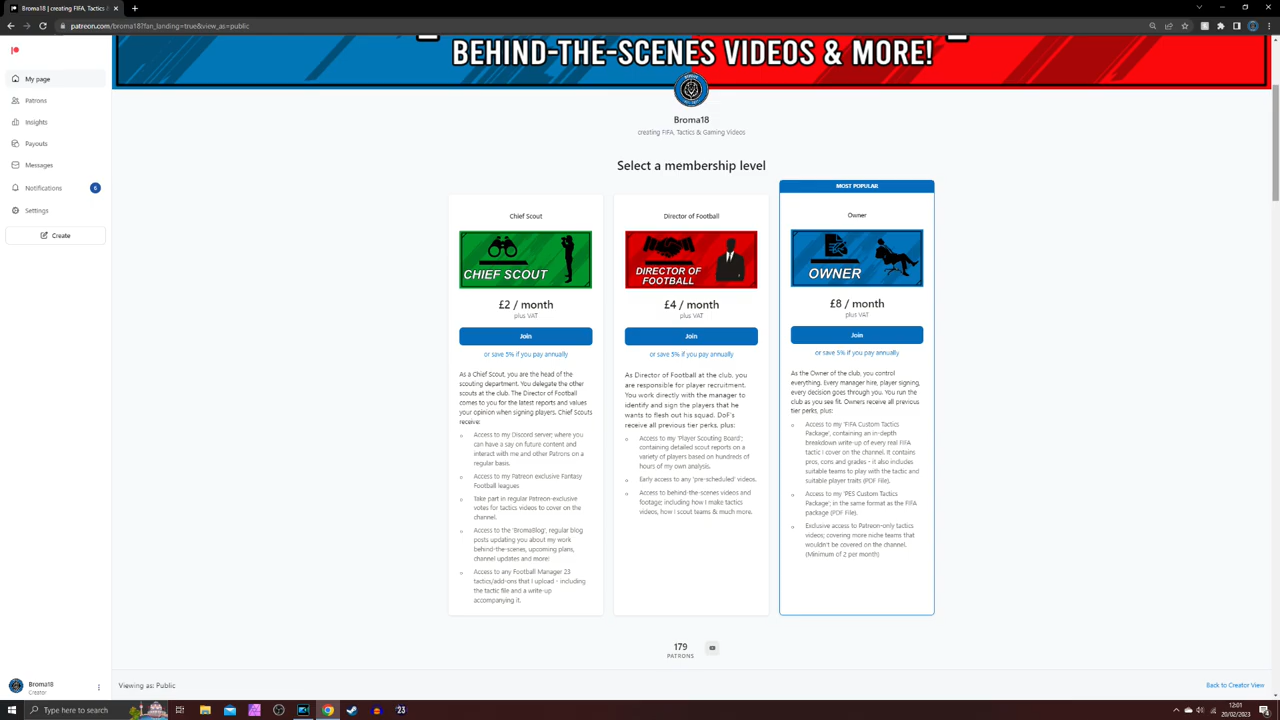 Broma18 | creating FIFA, Tactics &
patreon.com/broma18?fan_landing=true&view_as=public
BEHIND-THE-SCENES VIDEOS & MORE!
My page
Patrons
Insights
Payouts
Messages
Notifications
6
Settings
Create
Broma18
creating FIFA, Tactics & Gaming Videos
Select a membership level
Chief Scout
CHIEF SCOUT
£2 / month
plus VAT
Join
or save 5% if you pay annually
As a Chief Scout, you are the head of the
scouting department. You delegate the other
scouts at the club. The Director of Football
comes to you for the latest reports and values
your opinion when signing players. Chief Scouts
receive:
Access to my Discord server; where you
can have a say on future content and
interact with me and other Patrons on a
regular basis.
Access to my Patreon exclusive Fantasy
Football leagues
Take part in regular Patreon-exclusive
votes for tactics videos to cover on the
channel.
Access to the 'BromaBlog', regular blog
posts updating you about my work
behind-the-scenes, upcoming plans,
channel updates and more!
Access to any Football Manager 23
tactics/add-ons that I upload - including
the tactic file and a write-up
accompanying it.
Director of Football
DIRECTOR OF
FOOTBALL
£4 / month
plus VAT
Join
or save 5% if you pay annually
As Director of Football at the club, you
are responsible for player recruitment.
You work directly with the manager to
identify and sign the players that he
wants to flesh out his squad. DoF's
receive all previous tier perks, plus:
Access to my 'Player Scouting Board';
containing detailed scout reports on a
variety of players based on hundreds of
hours of my own analysis.
Early access to any 'pre-scheduled' videos.
Access to behind-the-scenes videos and
footage; including how I make tactics
videos, how I scout teams & much more.
MOST POPULAR
Owner
OWNER
£8 / month
plus VAT
Join
or save 5% if you pay annually
As the Owner of the club, you control
everything. Every manager hire, player signing,
every decision goes through you. You run the
club as you see fit. Owners receive all previous
tier perks, plus:
Access to my 'FIFA Custom Tactics
Package', containing an in-depth
breakdown write-up of every real FIFA
tactic I cover on the channel. It contains
pros, cons and grades - it also includes
suitable teams to play with the tactic and
suitable player traits (PDF File).
Access to my 'PES Custom Tactics
Package'; in the same format as the FIFA
package (PDF File).
Exclusive access to Patreon-only tactics
videos; covering more niche teams that
wouldn't be covered on the channel.
(Minimum of 2 per month)
179
PATRONS
Broma18
Creator
Viewing as: Public
Back to Creator View
Type here to search
'23
12:01
20/02/2023